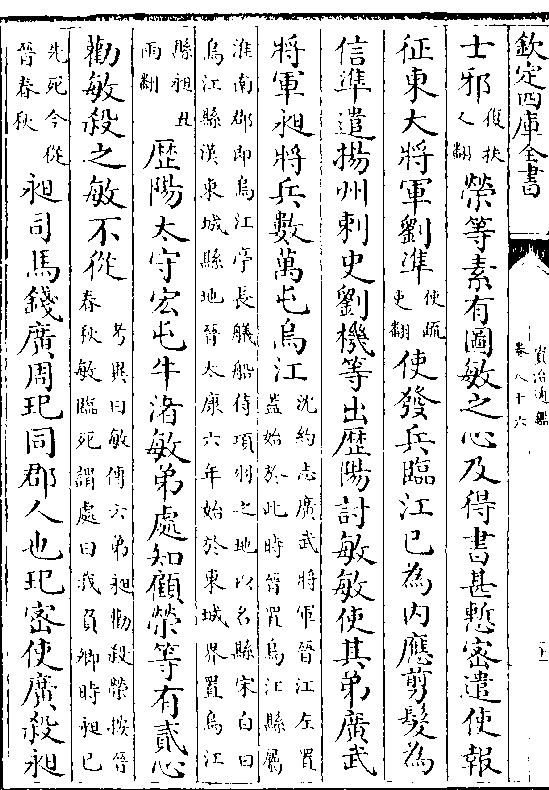 欽定四庫全書
資治通鑑
卷八十六
士邪復扶又翻榮等素有圖敏之心及得書甚慙密遣使報
征東大將軍劉準使疏吏翻使發兵臨江已為内應剪髮為
信準遣揚州刺史劉機等出歴陽討敏敏使其弟廣武
將軍昶將兵數萬屯烏江沈約志廣武將軍晉江左置蓋始於此時晉置烏江縣屬
淮南郡即烏江亭長艤船待項羽之地以名縣宋白曰烏江縣漢東城縣地晉太康六年始於東城界置烏江
縣昶丑雨翻歴陽太守宏屯牛渚敏弟處知顧榮等有貳心
勸敏殺之敏不從考異曰敏傳云弟昶勸殺榮按晉春秋敏臨死謂處曰我負卿時昶已
先死今從晉春秋昶司馬錢廣周玘同郡人也玘密使廣殺昶